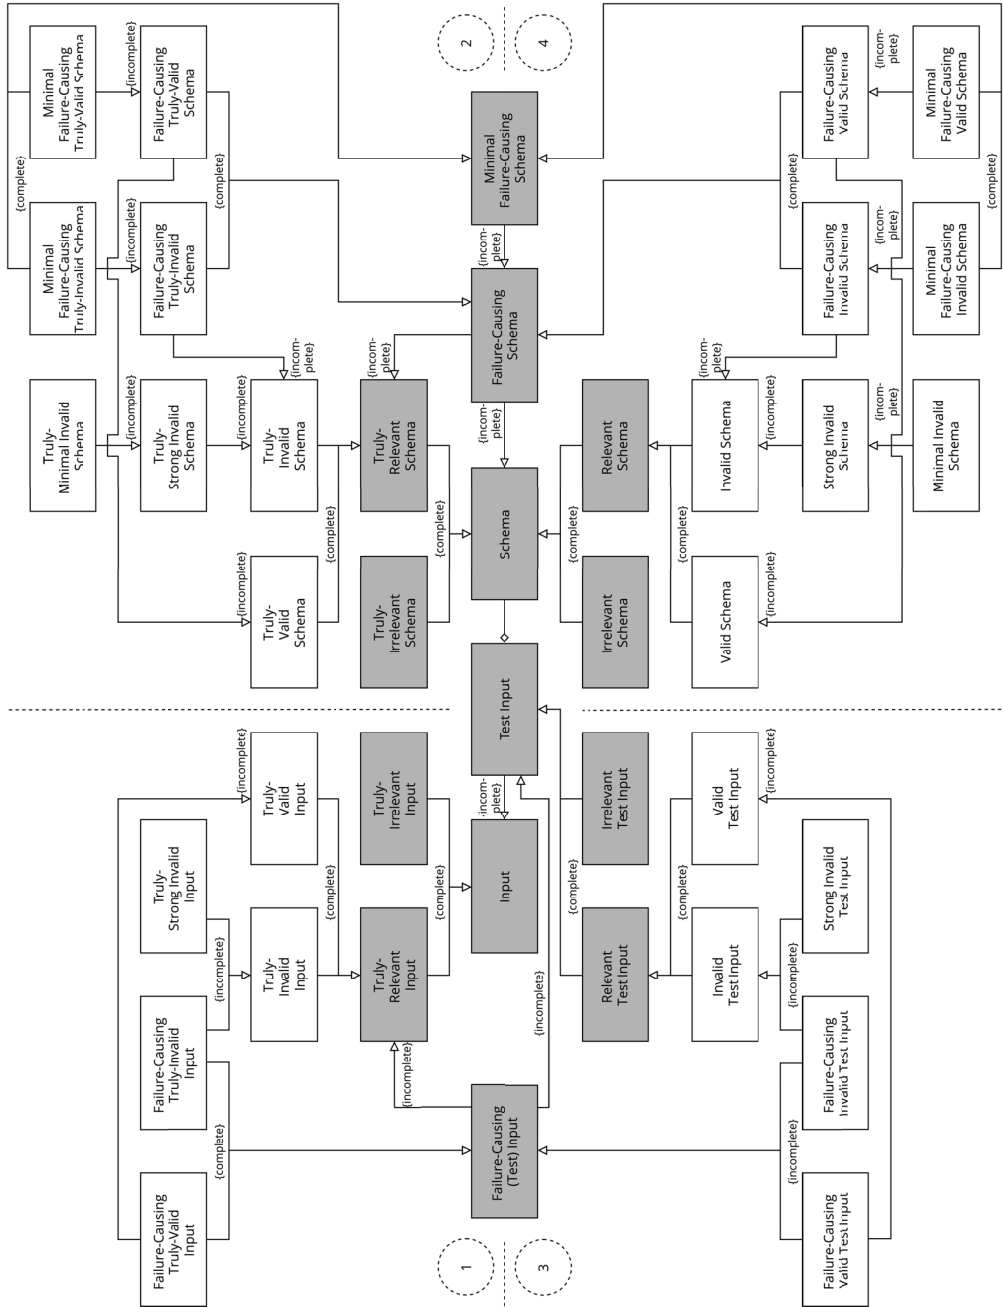 {complete}
Truly-
Minimal Invalid
Schema
Minimal
Failure-Causing
Truly-Invalid Schema
Minimal
Failure-Causing
Truly-Valid Schema
{incomplete}
{incomplete}
{incomplete}
Failure-Causing
Truly-Valid
Input
Failure-Causing
Truly-Invalid
Input
Truly-
Strong Invalid
Input
Truly-
Strong Invalid
Schema
Failure-Causing
Truly-Invalid
Schema
Failure-Causing
Truly-Valid
Schema
{complete}
{incomplete}
{complete}
{incomplete}
{incomplete}
{incomplete}
Truly-
Invalid
Input
Truly-
Valid
Input
Truly-
Valid
Schema
Truly-
Invalid
Schema
{incom-
plete}
{complete}
{complete}
Truly-
Relevant
Input
Truly-
Irrelevant
Input
Truly-
Irrelevant
Schema
Truly-
Relevant
Schema
{incom-
plete}
{incomplete}
{complete}
{complete}
1
2
{incom-
plete}
{incom-
plete}
{incom-
plete}
Failure-Causing
(Test) Input
Input
Test Input
Schema
Failure-Causing
Schema
Minimal
Failure-Causing
Schema
{incomplete}
3
4
{complete}
{complete}
Relevant
Test Input
Irrelevant
Test Input
Irrelevant
Schema
Relevant
Schema
{complete}
{complete}
Invalid
Test Input
Valid
Test Input
Valid Schema
Invalid Schema
{incom-
plete}
{incomplete}
{incomplete}
{incomplete}
{incomplete}
{incomplete}
{complete}
Failure-Causing
Valid Test Input
Failure-Causing
Invalid Test Input
Strong Invalid
Test Input
Strong Invalid
Schema
Failure-Causing
Invalid Schema
Failure-Causing
Valid Schema
{incom-
plete}
{incom-
plete}
{incom-
plete}
Minimal Invalid
Schema
Minimal
Failure-Causing
Invalid Schema
Minimal
Failure-Causing
Valid Schema
{complete}